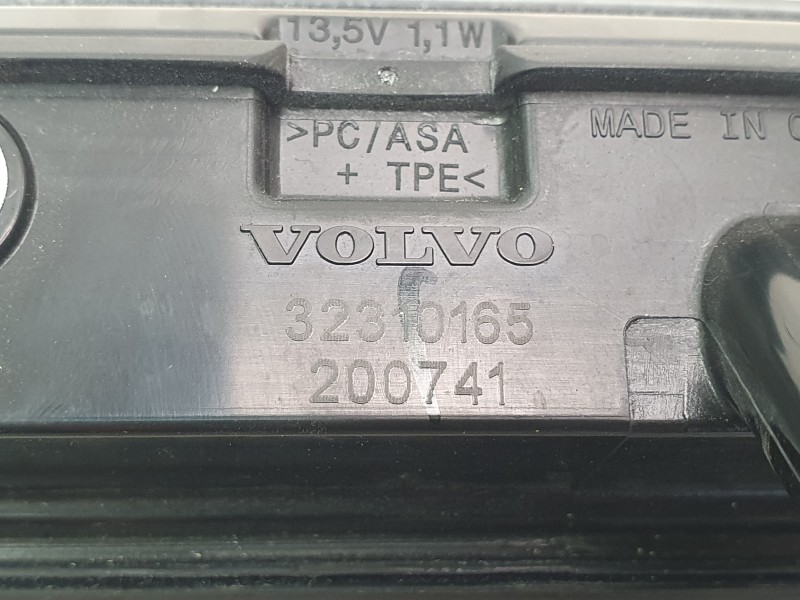 13,5V 1,1W
>PC/ASA
+ TPE<
MADE IN
VOLVO
32310165
200741